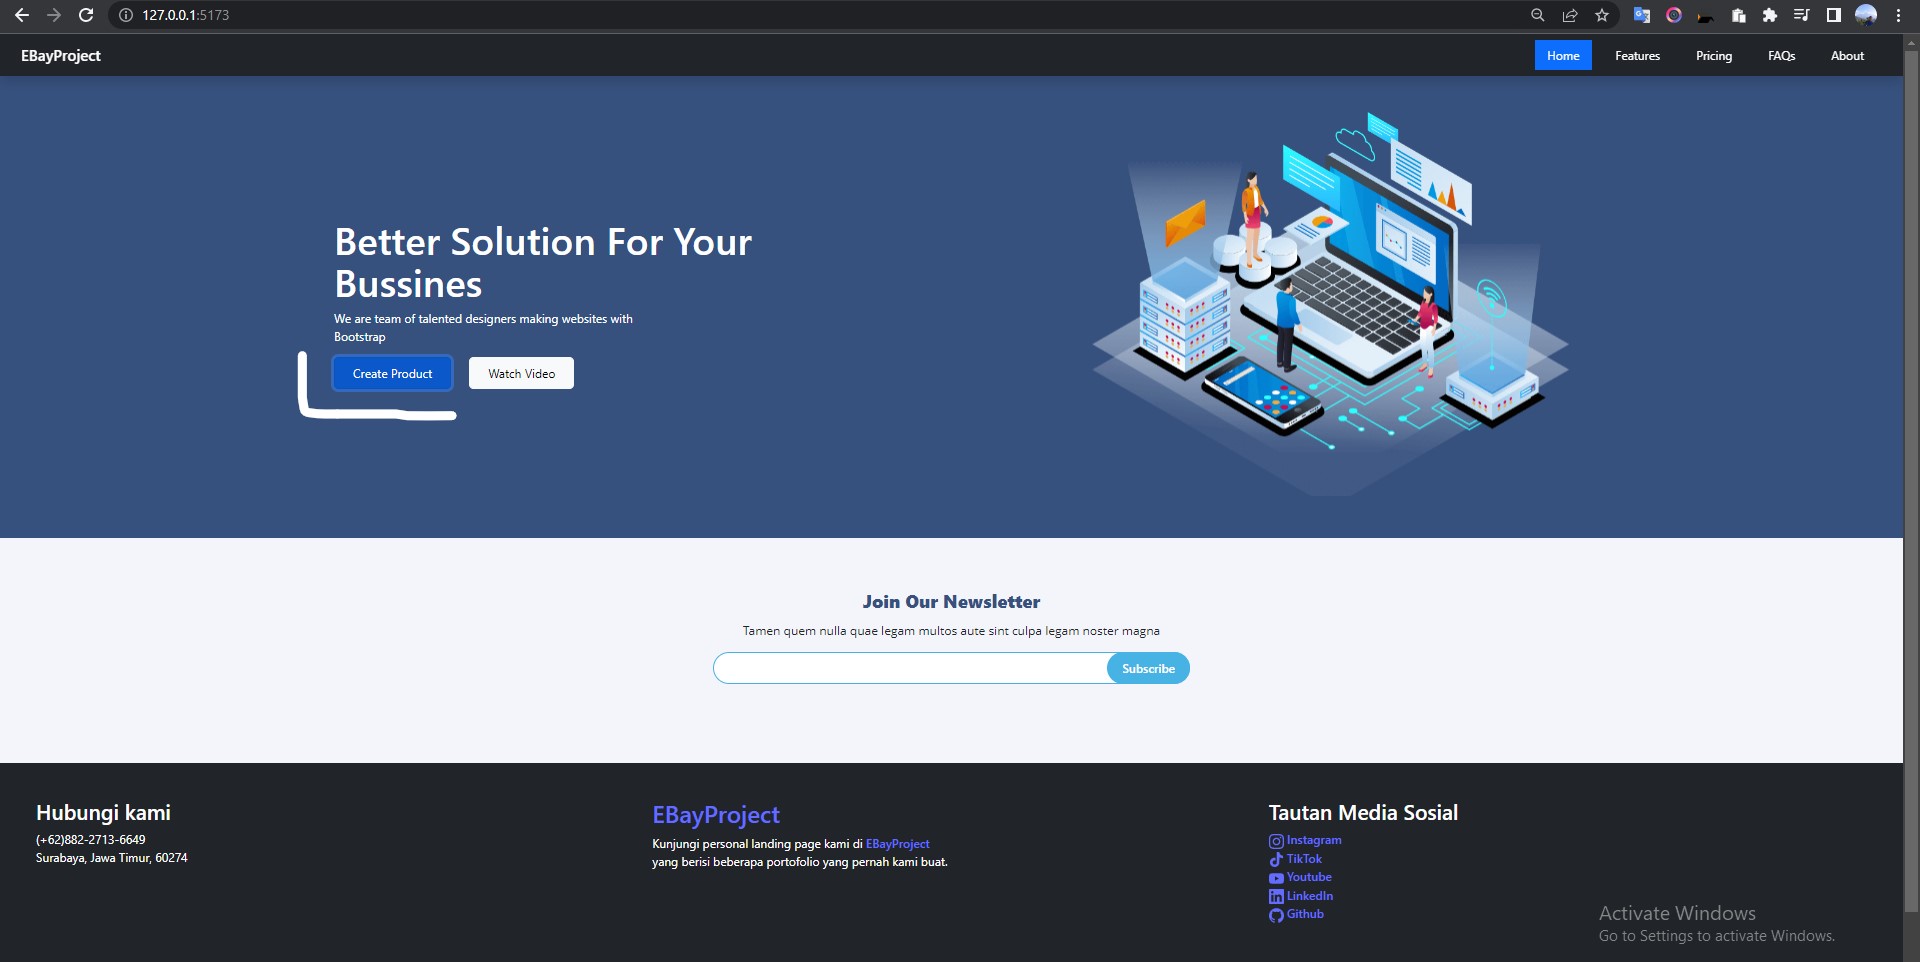 127.0.0.1:5173
EBayProject
Home Features Pricing FAQs About
Better Solution For Your
Bussines
We are team of talented designers making websites with
Bootstrap
Create Product Watch Video
Join Our Newsletter
Tamen quem nulla quae legam multos aute sint culpa legam noster magna
Subscribe
Hubungi kami
(+62)882-2713-6649
Surabaya, Jawa Timur, 60274
EBayProject
Kunjungi personal landing page kami di EBayProject
yang berisi beberapa portofolio yang pernah kami buat.
Tautan Media Sosial
Instagram
TikTok
Youtube
LinkedIn
Github
Activate Windows
Go to Settings to activate Windows.